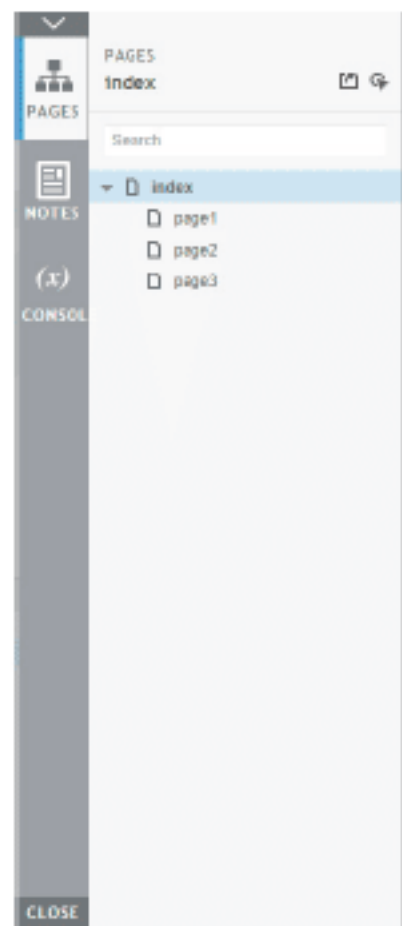 PAGES
NOTES
(x)
CONSOL
CLOSE
PAGES
index
Search
index
page1
page2
page3